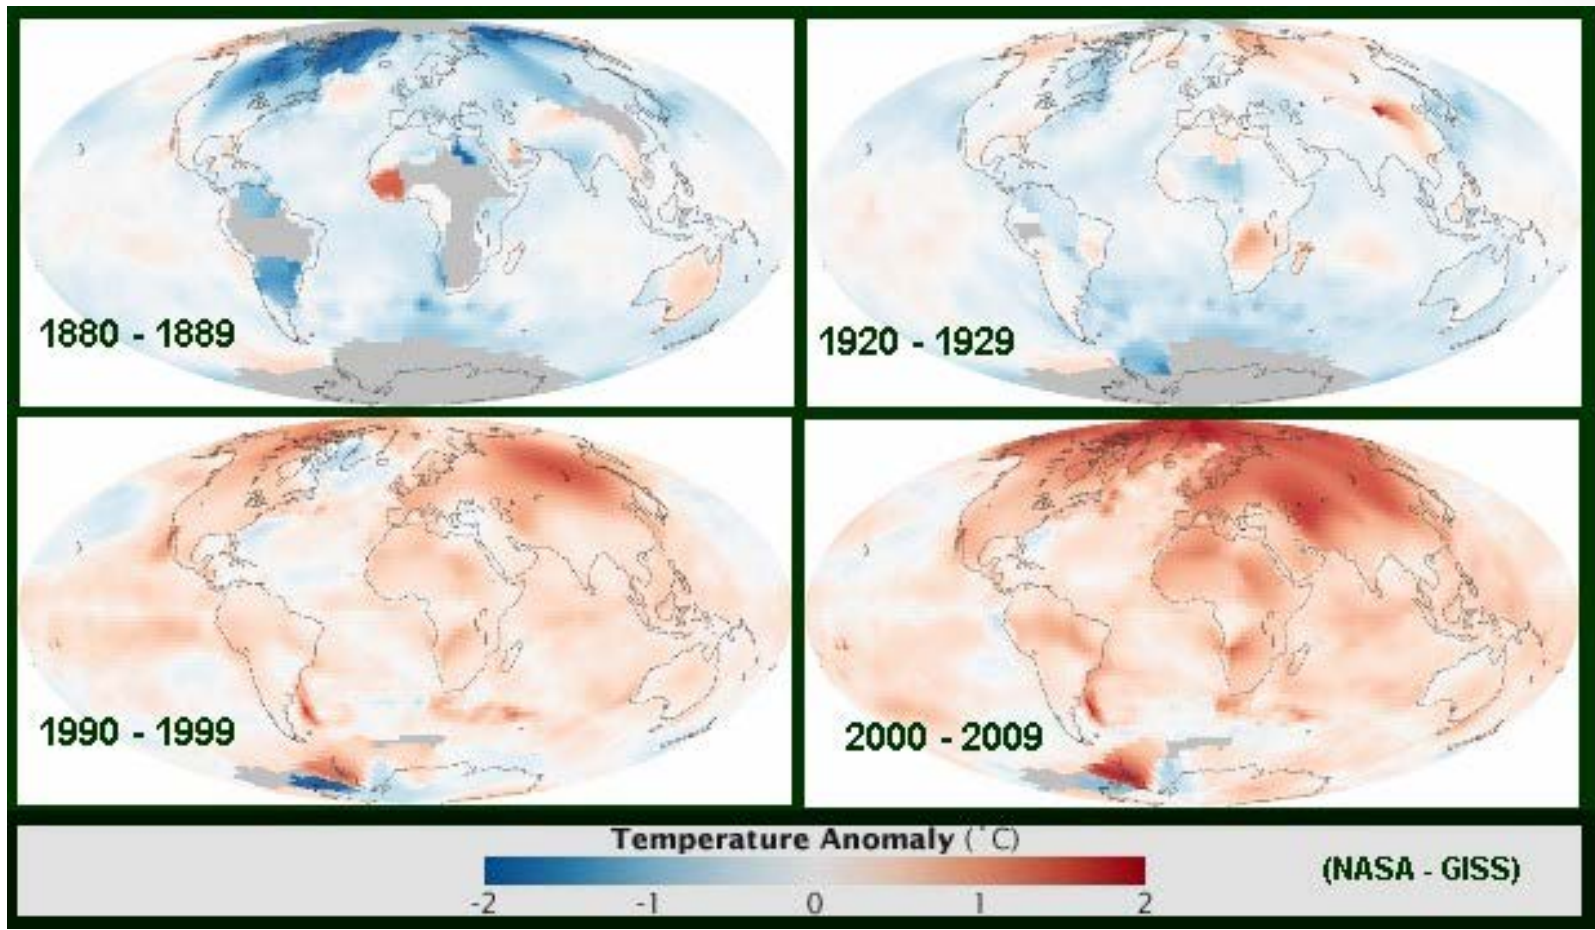 1880 - 1889
1920 - 1929
1990 - 1999
2000 - 2009
Temperature Anomaly (˚C)
(NASA - GISS)
-2 -1 0 1 2